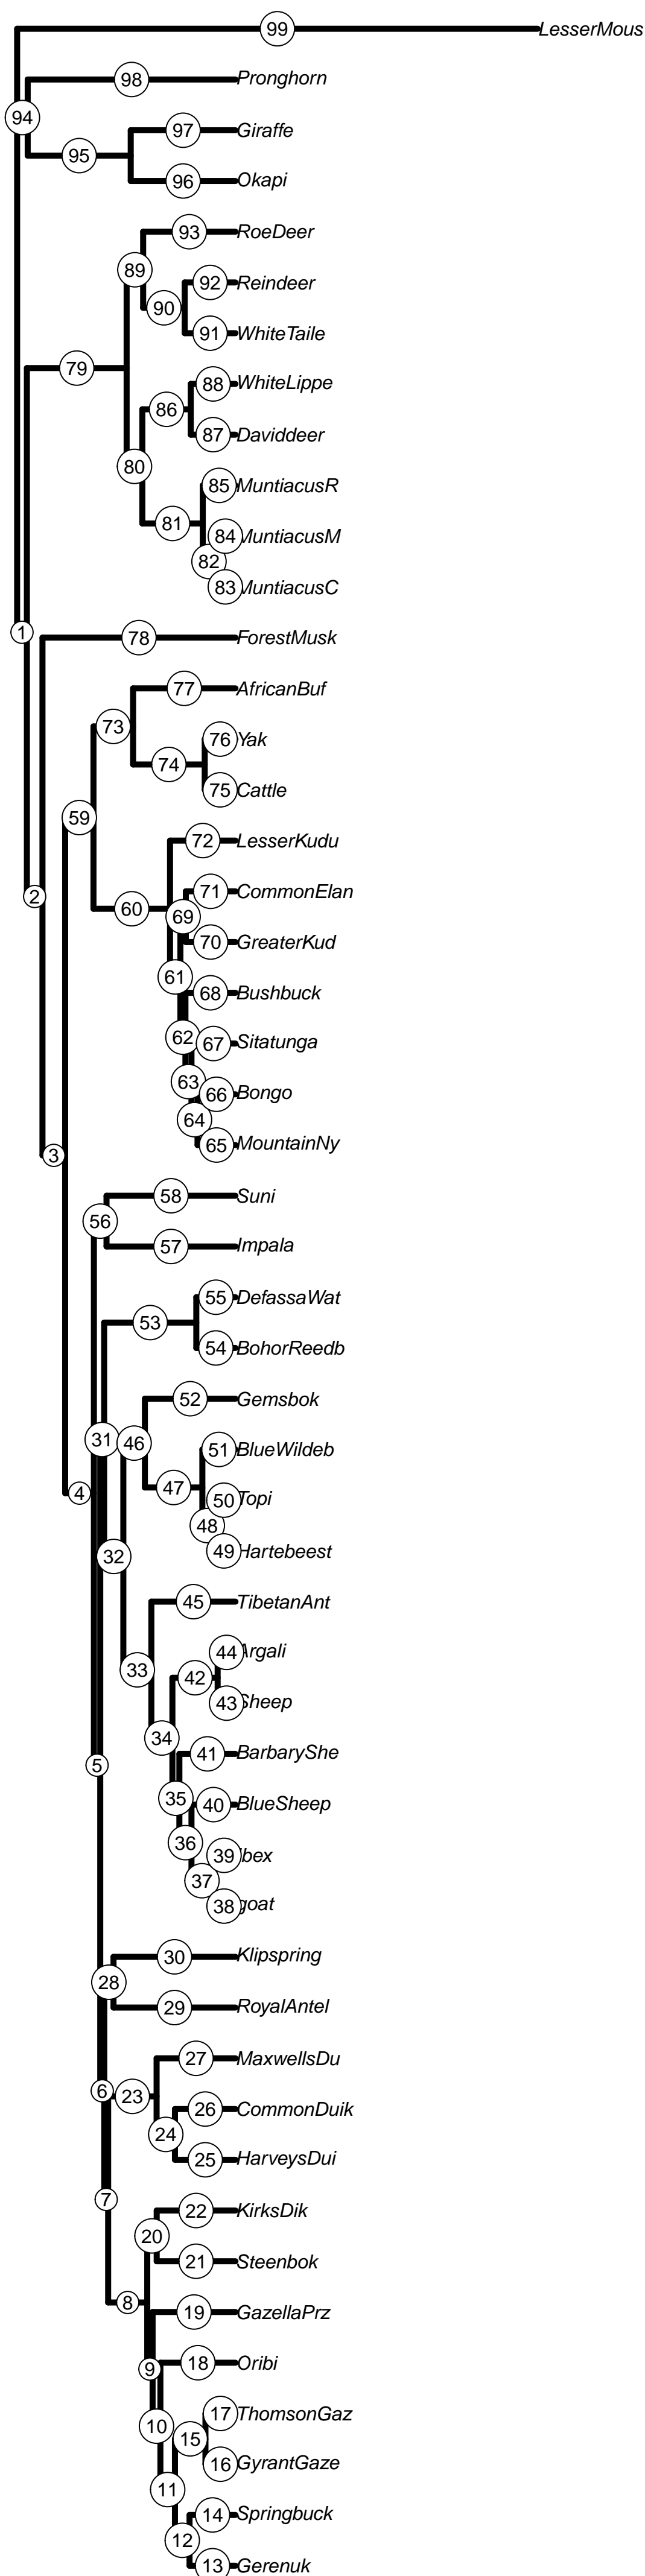 99 LesserMous
98 Pronghorn
94
97 Giraffe
95
96 Okapi
93 RoeDeer
89
92 Reindeer
90
91 WhiteTaile
79
88 WhiteLippe
86
87 Daviddeer
80
85 MuntiacusR
81
84 MuntiacusM
82
83 MuntiacusC
1
78 ForestMusk
77 AfricanBuf
73
76 Yak
74
75 Cattle
59
72 LesserKudu
71 CommonElan
2
60
69
70 GreaterKud
61
68 Bushbuck
62
67 Sitatunga
63
66 Bongo
64
65 MountainNy
3
58 Suni
56
57 Impala
55 DefassaWat
53
54 BohorReedb
52 Gemsbok
31
46
51 BlueWildeb
47
4
50 Topi
48
49 Hartebeest
32
45 TibetanAnt
44 Argali
33
42
43 Sheep
34
41 BarbaryShe
5
35
40 BlueSheep
36
39 Ibex
37
38 goat
30 Klipspring
28
29 RoyalAntel
27 MaxwellsDu
6
23
26 CommonDuik
24
25 HarveysDui
7
22 KirksDik
20
21 Steenbok
8
19 GazellaPrz
18 Oribi
9
17 ThomsonGaz
10
15
16 GyrantGaze
11
14 Springbuck
12
13 Gerenuk